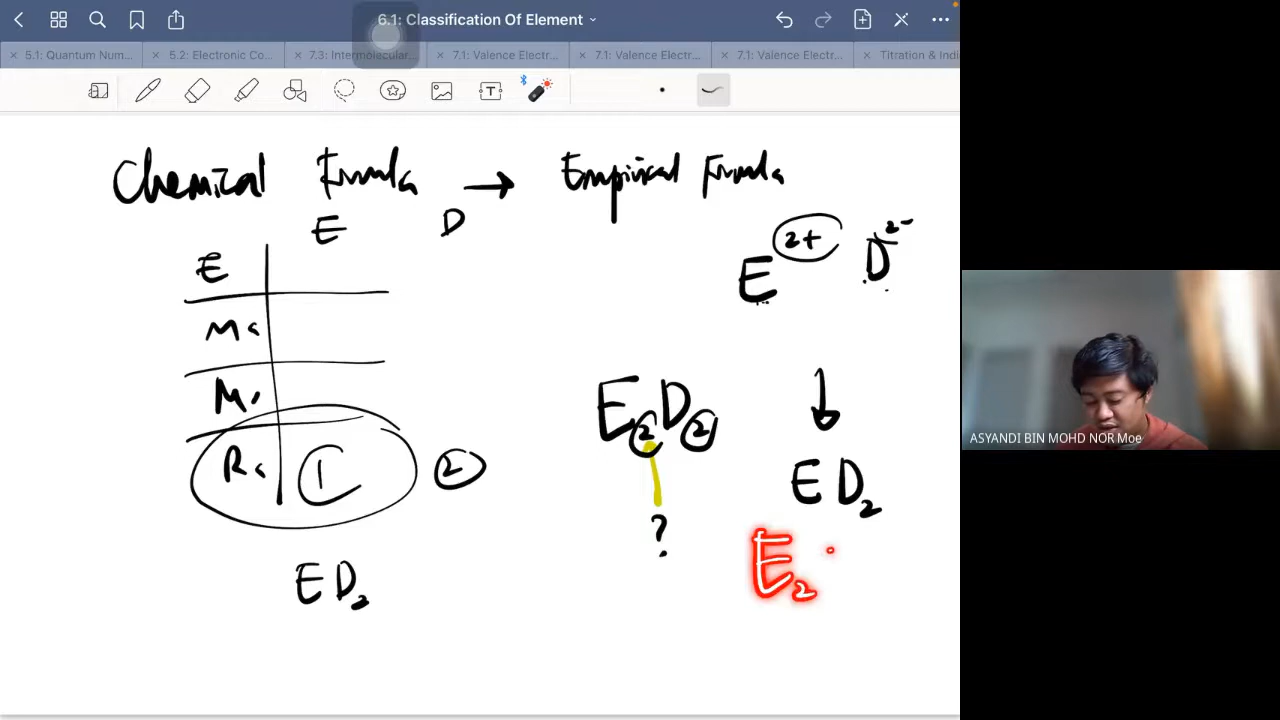 6.1: Classification Of Element
5.1: Quantum Num...
5.2: Electronic Co...
7.3: Intermolecular...
7.1: Valence Electr...
7.1: Valence Electr...
7.1: Valence Electr...
Titration & Indi
Chemical Formula → Empirical Formula
E D
E²⁺ D²⁻
E
Ma
Mr
Ra 1 2
E₂D₂
?
ED₂
E₂
ED₂
ASYANDI BIN MOHD NOR Moe